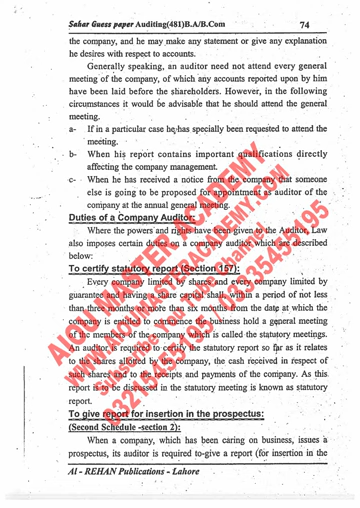 Sahar Guess paper Auditing(481)B.A/B.Com 74
the company, and he may make any statement or give any explanation
he desires with respect to accounts.
Generally speaking, an auditor need not attend every general
meeting of the company, of which any accounts reported upon by him
have been laid before the shareholders. However, in the following
circumstances it would be advisable that he should attend the general
meeting.
a- If in a particular case he has specially been requested to attend the
meeting.
b- When his report contains important qualifications directly
affecting the company management.
c- When he has received a notice from the company that someone
else is going to be proposed for appointment as auditor of the
company at the annual general meeting.
Duties of a Company Auditor:
Where the powers and rights have been given to the Auditor, Law
also imposes certain duties on a company auditor which are described
below:
To certify statutory report (Section 157):
Every company limited by shares and every company limited by
guarantee and having a share capital shall, within a period of not less
than three months or more than six months from the date at which the
company is entitled to commence the business hold a general meeting
of the members of the company which is called the statutory meetings.
An auditor is required to certify the statutory report so far as it relates
to the shares allotted by the company, the cash received in respect of
such shares and to the receipts and payments of the company. As this
report is to be discussed in the statutory meeting is known as statutory
report.
To give report for insertion in the prospectus:
(Second Schedule -section 2):
When a company, which has been caring on business, issues a
prospectus, its auditor is required to-give a report (for insertion in the
Al - REHAN Publications - Lahore